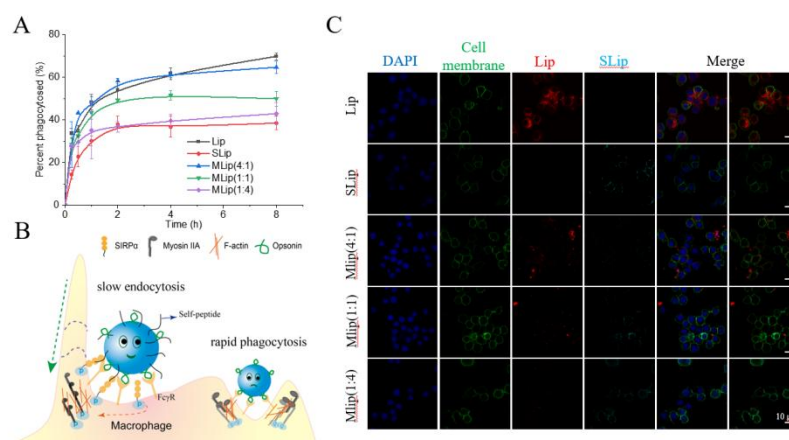 A
Percent phagocytosed (%)
80
60
40
20
0
Lip
SLip
MLip(4:1)
MLip(1:1)
MLip(1:4)
0
2
4
6
8
Time (h)
B
SIRPα
Myosin IIA
F-actin
Opsonin
slow endocytosis
Self-peptide
rapid phagocytosis
FcγR
Macrophage
C
DAPI
Cell
membrane
Lip
SLip
Merge
Lip
SLip
Mlip(4:1)
Mlip(1:1)
Mlip(1:4)